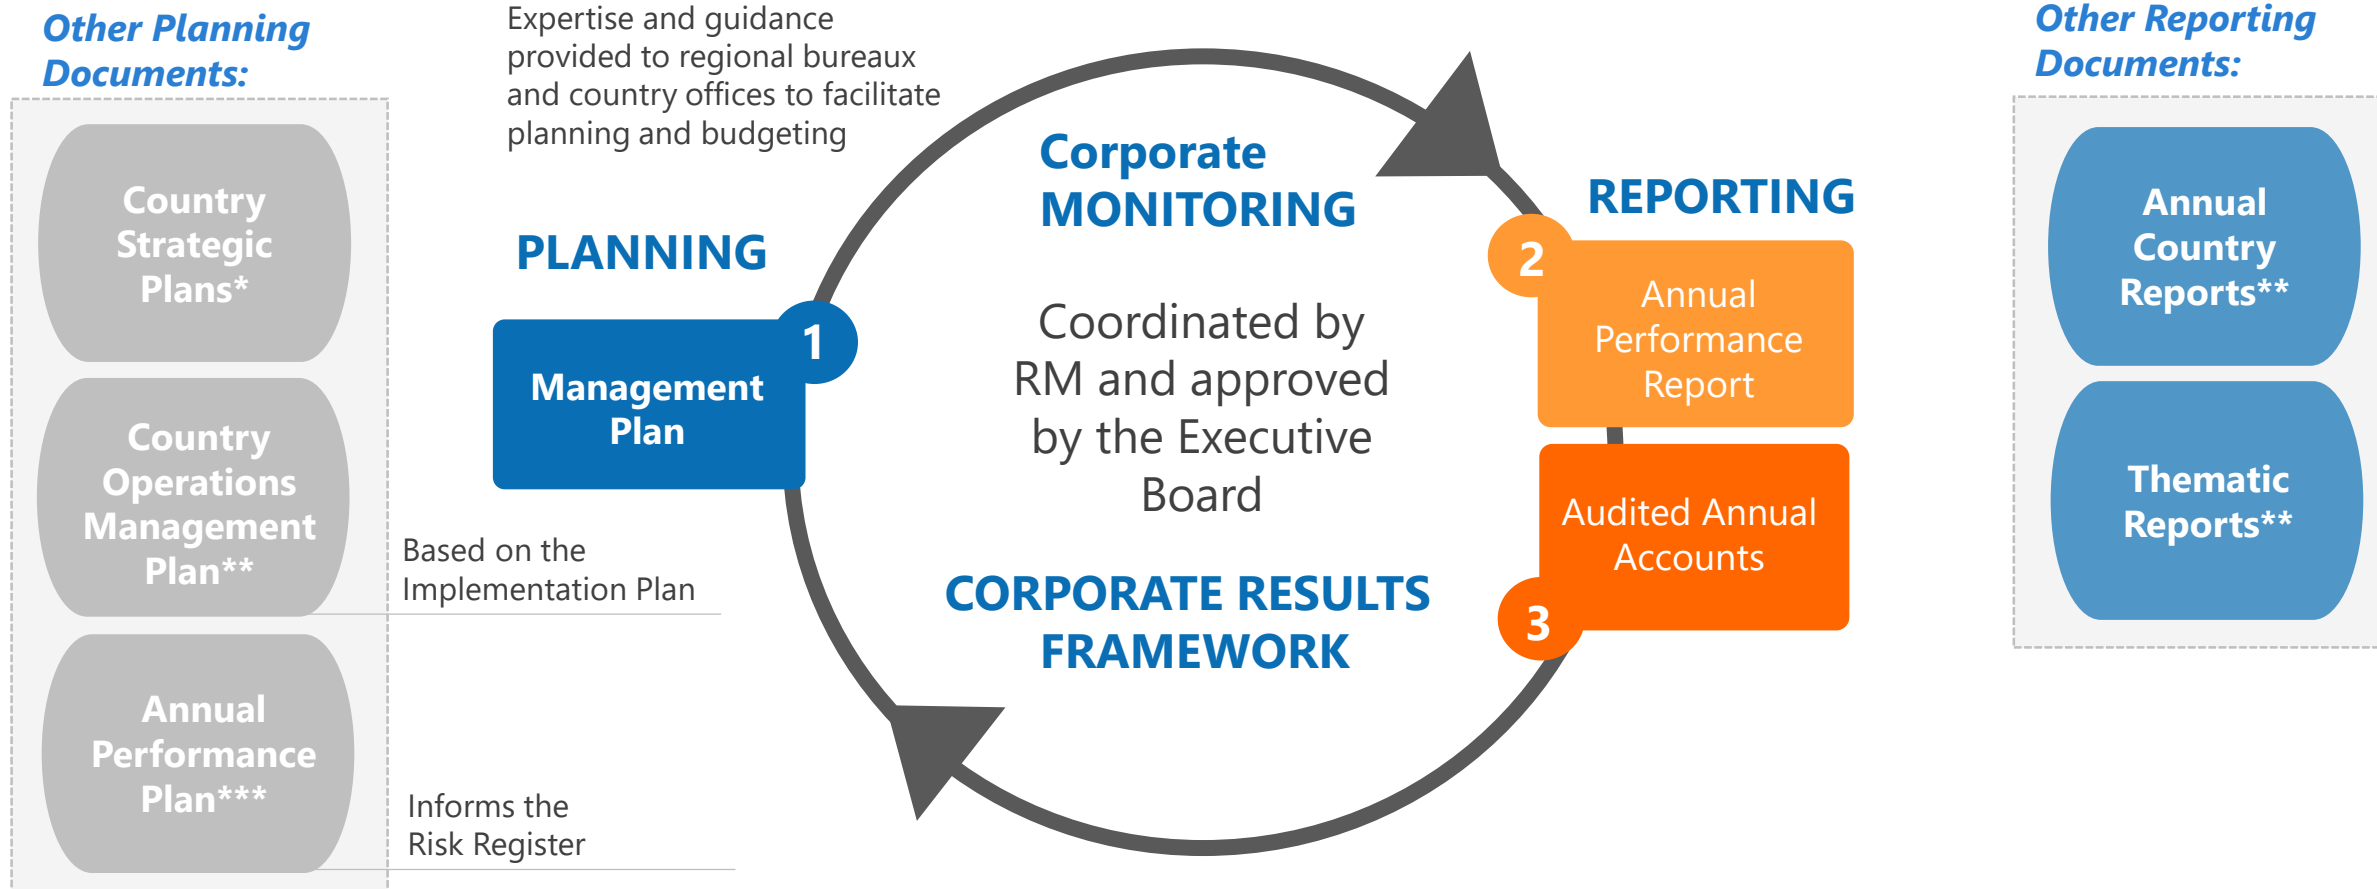 Other Planning
Documents:
Country
Strategic
Plans*
Country
Operations
Management
Plan**
Annual
Performance
Plan***
Expertise and guidance
provided to regional bureaux
and country offices to facilitate
planning and budgeting
PLANNING
1
Management
Plan
Based on the
Implementation Plan
Informs the
Risk Register
Corporate
MONITORING
Coordinated by
RM and approved
by the Executive
Board
CORPORATE RESULTS
FRAMEWORK
REPORTING
2
Annual
Performance
Report
Audited Annual
Accounts
3
Other Reporting
Documents:
Annual
Country
Reports**
Thematic
Reports**